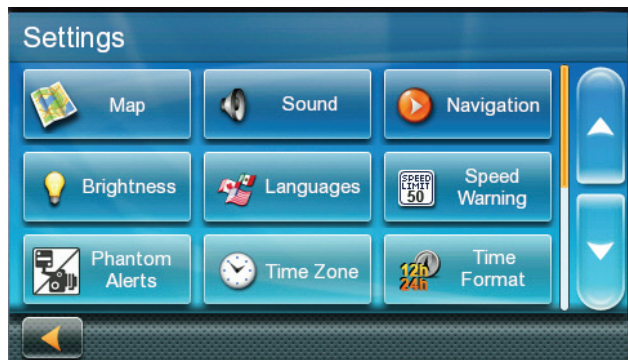 Settings
Map
Sound
Navigation
Brightness
Languages
SPEED
LIMIT
50
Speed
Warning
Phantom
Alerts
Time Zone
12h
24h
Time
Format